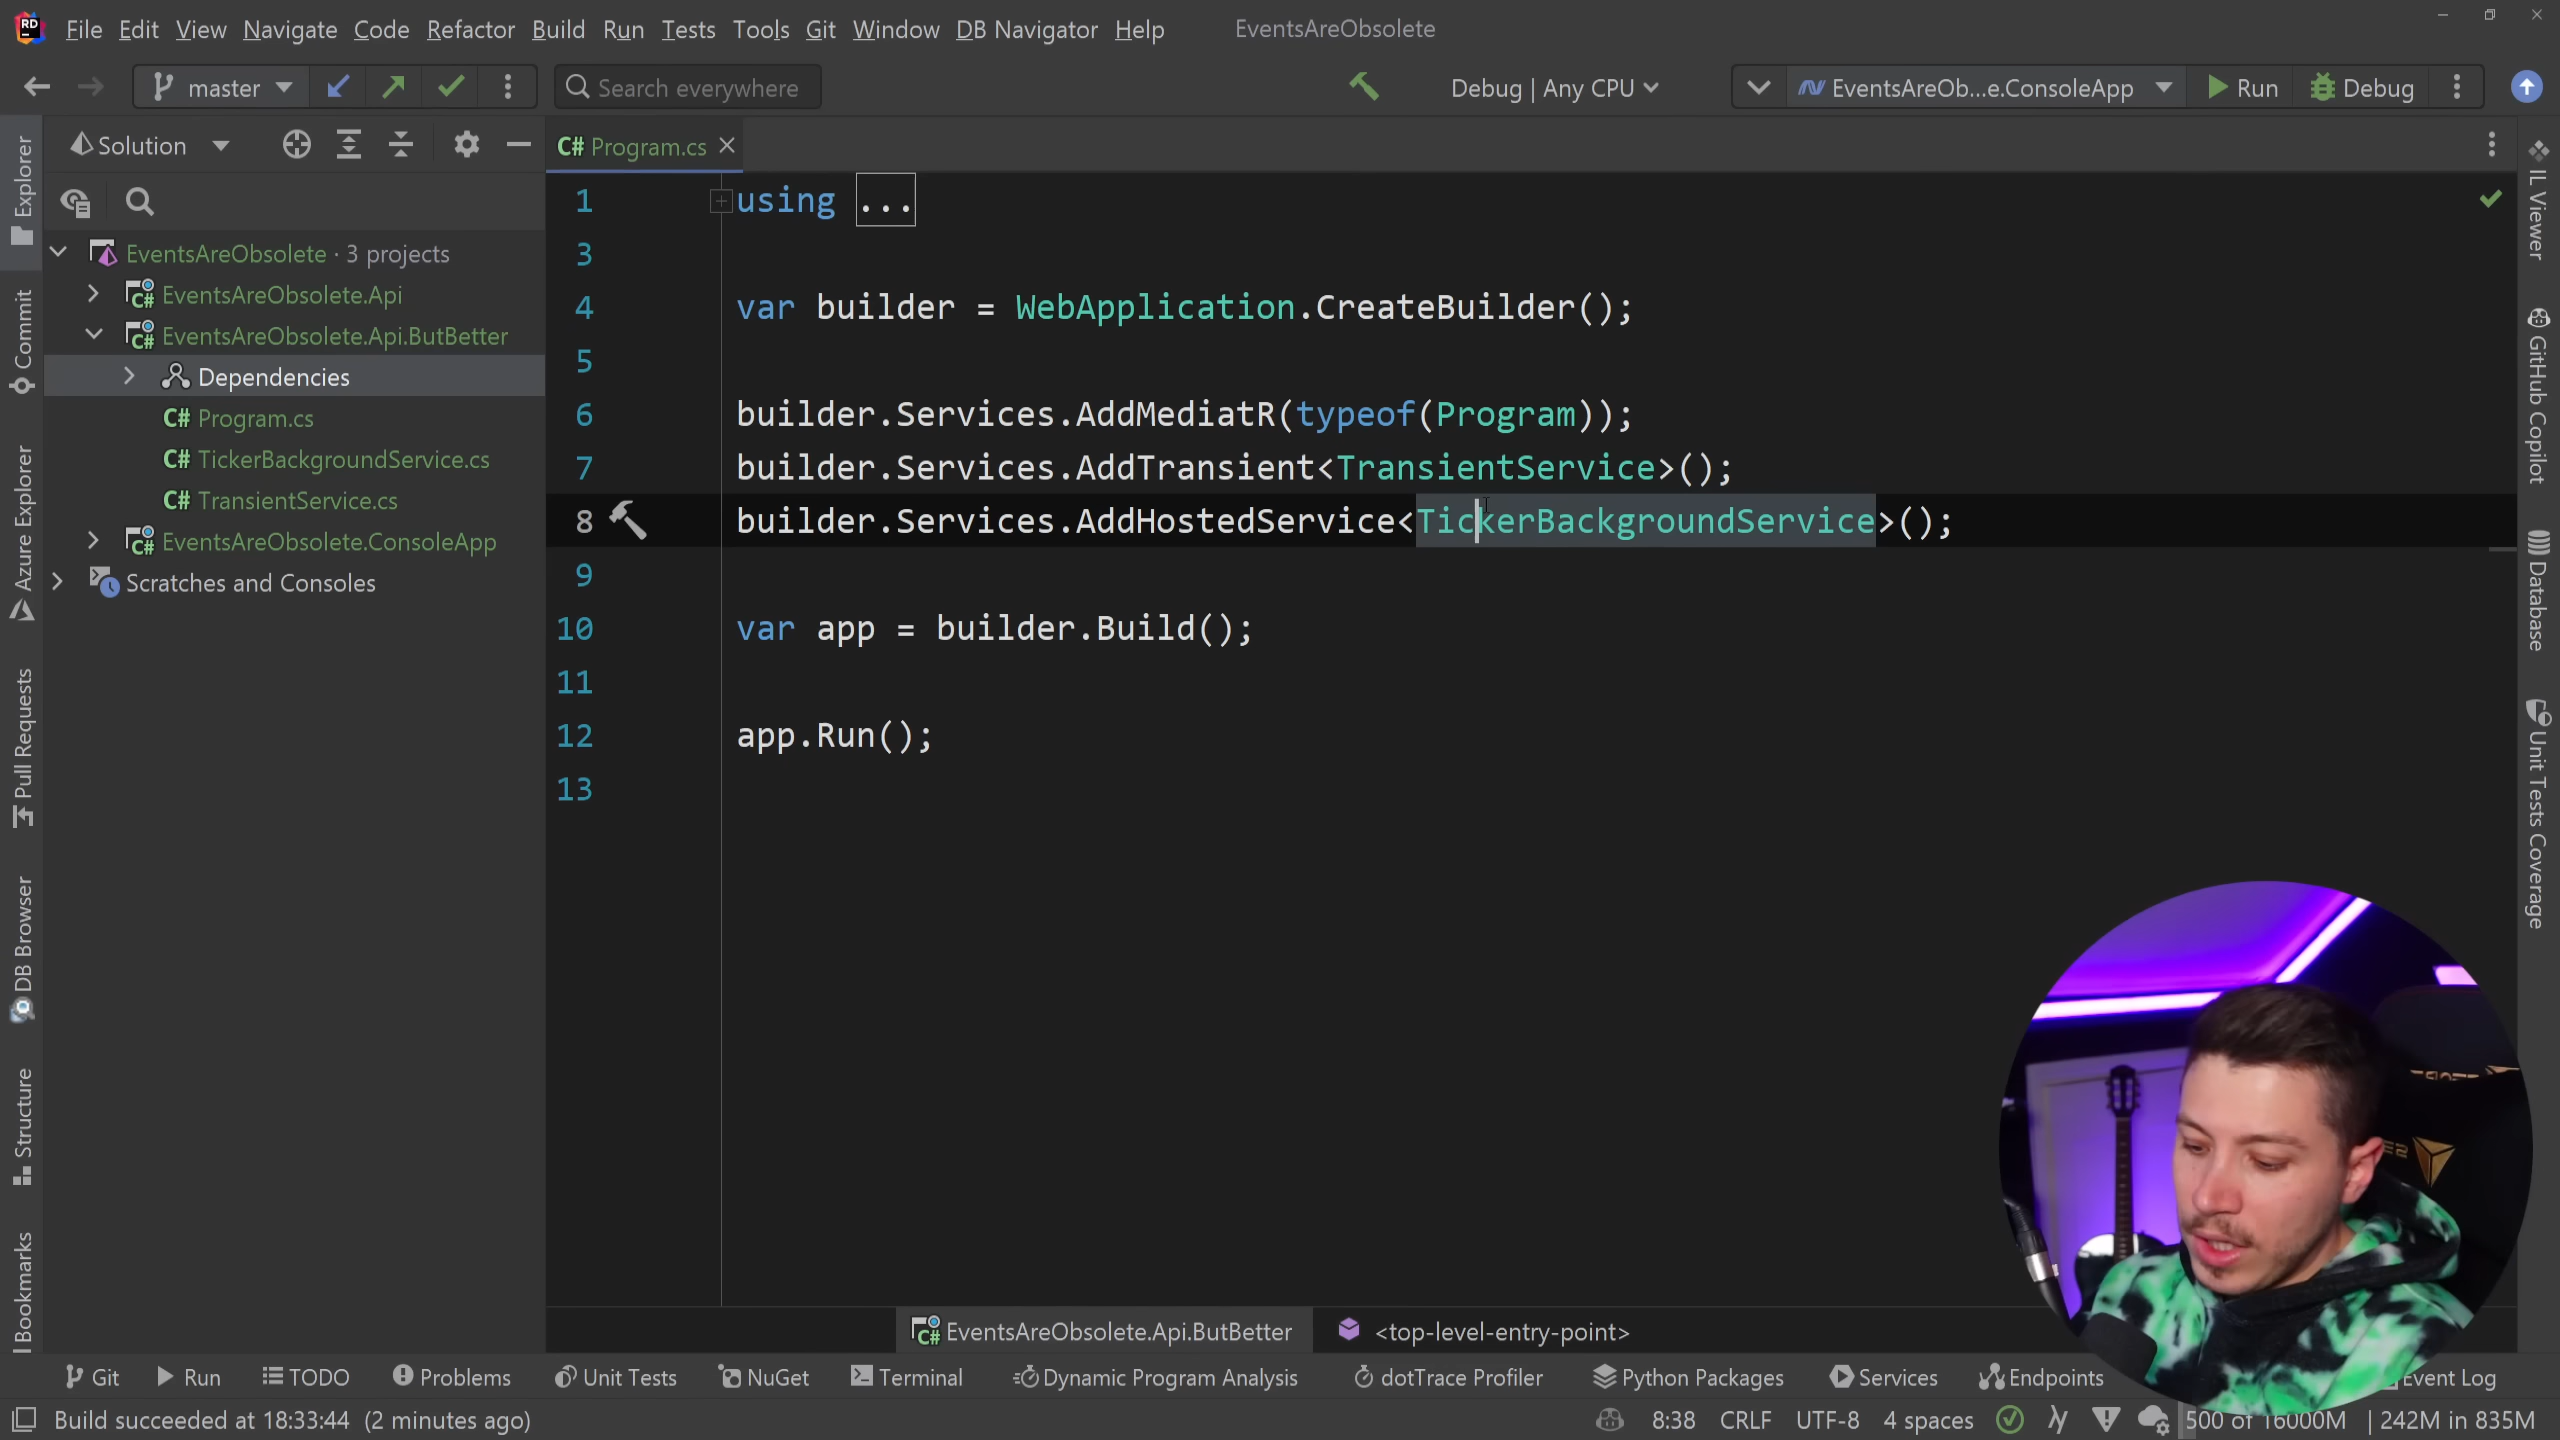 File Edit View Navigate Code Refactor Build Run Tests Tools Git Window DB Navigator Help EventsAreObsolete
master Search everywhere Debug | Any CPU EventsAreOb...e.ConsoleApp Run Debug
Solution
C# Program.cs
EventsAreObsolete · 3 projects
EventsAreObsolete.Api
EventsAreObsolete.Api.ButBetter
Dependencies
C# Program.cs
C# TickerBackgroundService.cs
C# TransientService.cs
EventsAreObsolete.ConsoleApp
Scratches and Consoles
Explorer
Commit
Azure Explorer
Pull Requests
DB Browser
Structure
Bookmarks
1 using ...
3
4 var builder = WebApplication.CreateBuilder();
5
6 builder.Services.AddMediatR(typeof(Program));
7 builder.Services.AddTransient<TransientService>();
8 builder.Services.AddHostedService<TickerBackgroundService>();
9
10 var app = builder.Build();
11
12 app.Run();
13
IL Viewer
GitHub Copilot
Database
Unit Tests Coverage
EventsAreObsolete.Api.ButBetter <top-level-entry-point>
Git Run TODO Problems Unit Tests NuGet Terminal Dynamic Program Analysis dotTrace Profiler Python Packages Services Endpoints Event Log
Build succeeded at 18:33:44 (2 minutes ago) 8:38 CRLF UTF-8 4 spaces 500 of 16000M 242M in 835M